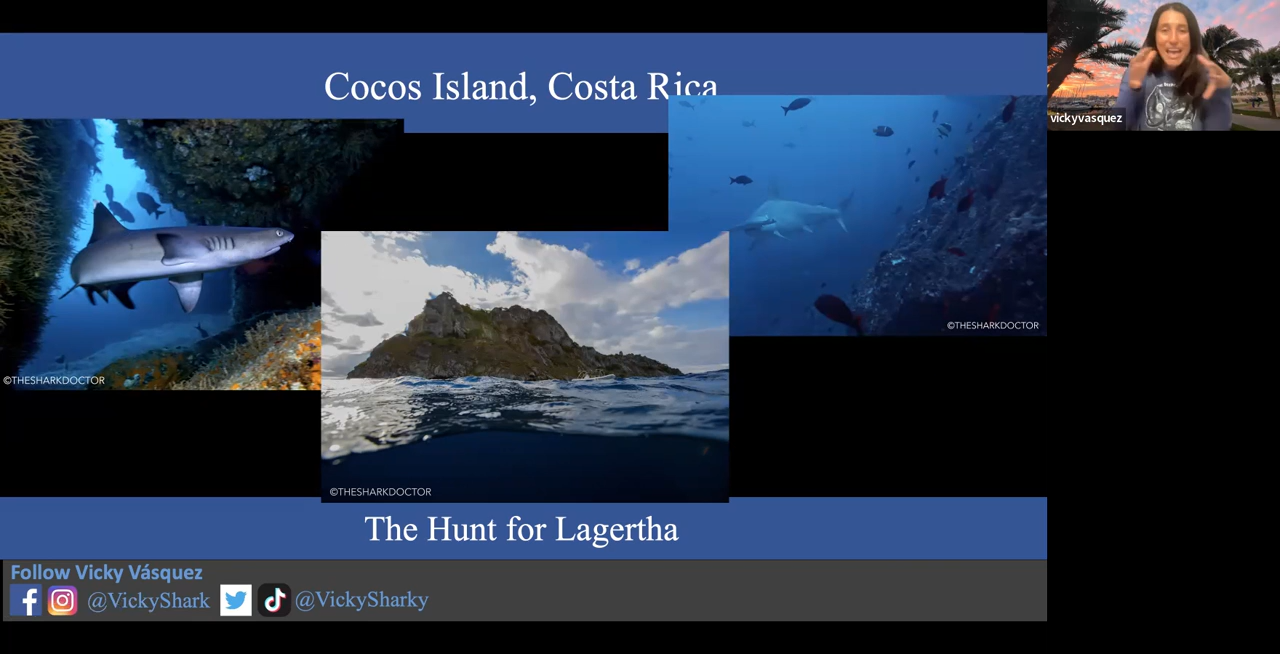 Cocos Island, Costa Rica
vickyvasquez
©THESHARKDOCTOR
©THESHARKDOCTOR
©THESHARKDOCTOR
The Hunt for Lagertha
Follow Vicky Vásquez
@VickyShark @VickySharky